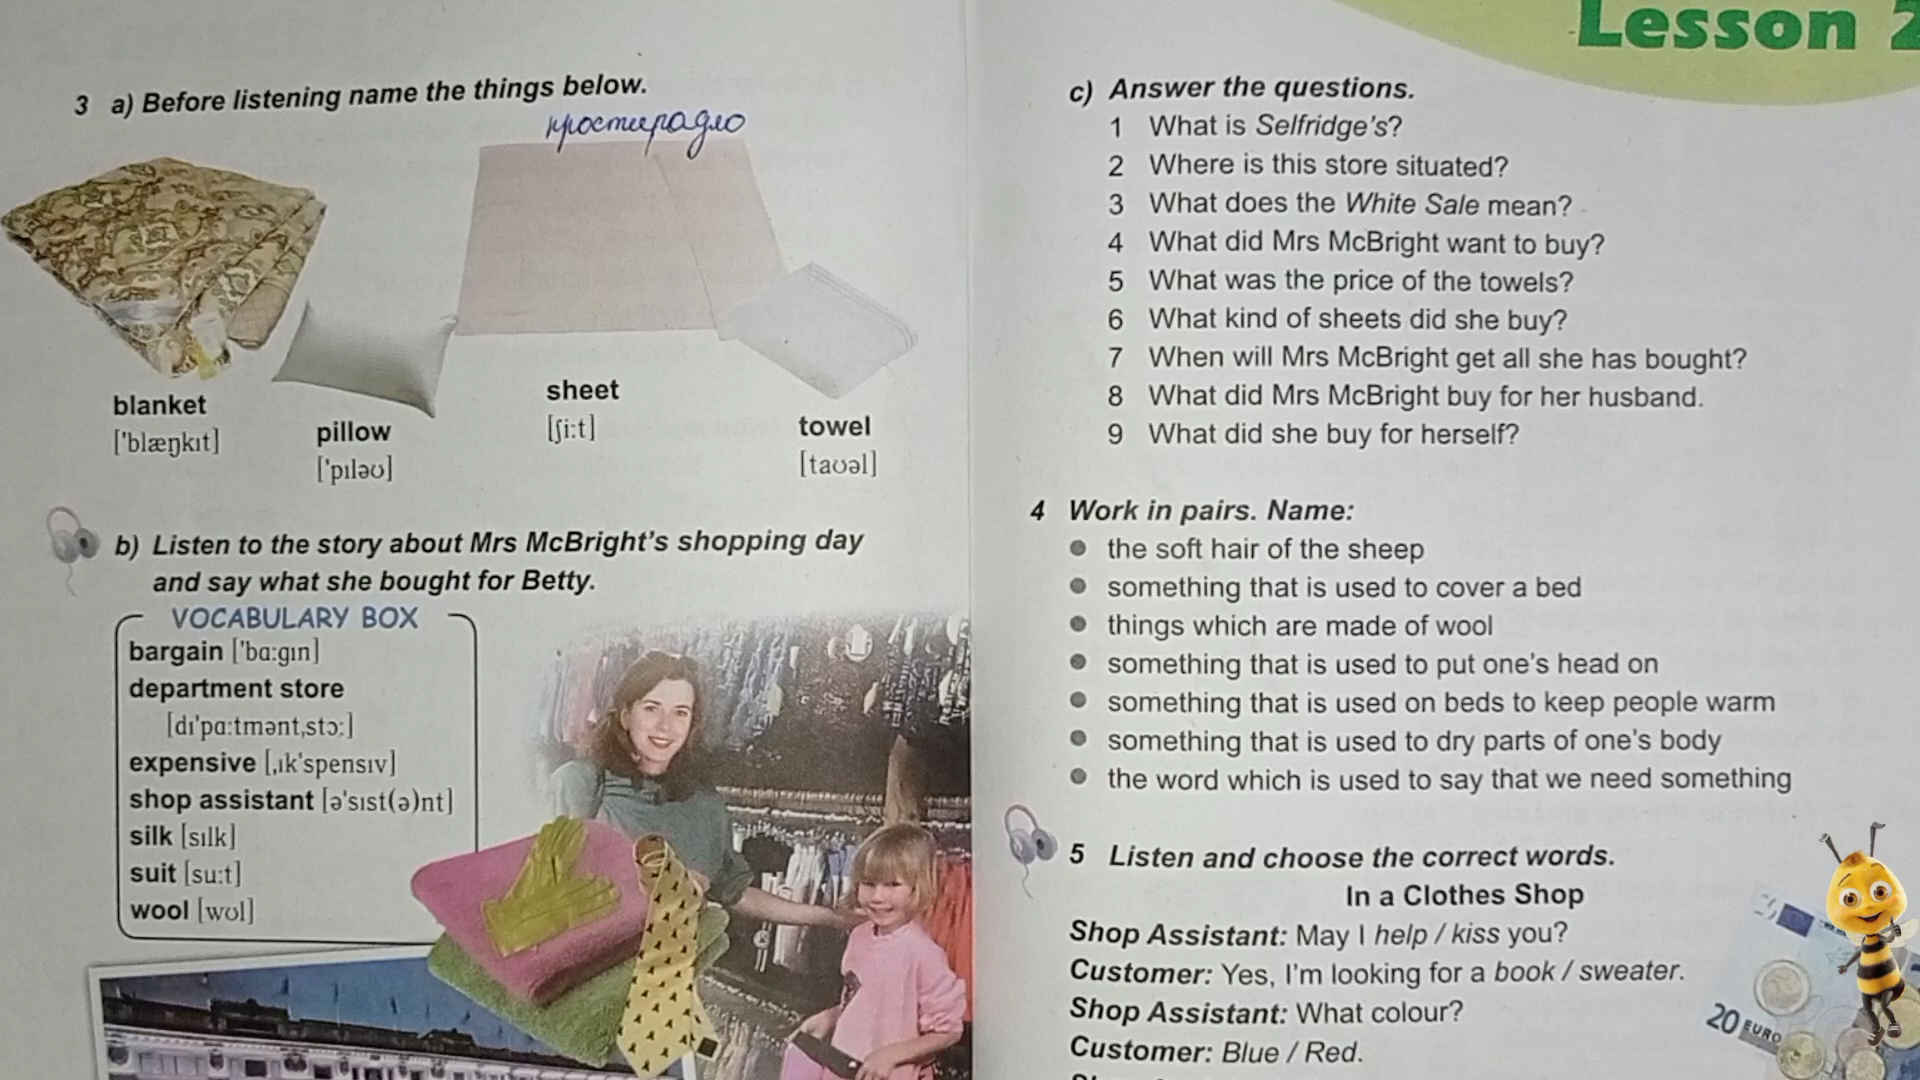 Lesson 2
3 a) Before listening name the things below.
простирадло
blanket
['blæŋkɪt]
pillow
['pɪləʊ]
sheet
[ʃi:t]
towel
[taʊəl]
b) Listen to the story about Mrs McBright's shopping day
and say what she bought for Betty.
VOCABULARY BOX
bargain ['bɑ:gɪn]
department store
[dɪ'pɑ:tmənt,stɔ:]
expensive [,ɪk'spensɪv]
shop assistant [ə'sɪst(ə)nt]
silk [sɪlk]
suit [su:t]
wool [wʊl]
c) Answer the questions.
1 What is Selfridge's?
2 Where is this store situated?
3 What does the White Sale mean?
4 What did Mrs McBright want to buy?
5 What was the price of the towels?
6 What kind of sheets did she buy?
7 When will Mrs McBright get all she has bought?
8 What did Mrs McBright buy for her husband.
9 What did she buy for herself?
4 Work in pairs. Name:
● the soft hair of the sheep
● something that is used to cover a bed
● things which are made of wool
● something that is used to put one's head on
● something that is used on beds to keep people warm
● something that is used to dry parts of one's body
● the word which is used to say that we need something
5 Listen and choose the correct words.
In a Clothes Shop
Shop Assistant: May I help / kiss you?
Customer: Yes, I'm looking for a book / sweater.
Shop Assistant: What colour?
Customer: Blue / Red.
20 EURO